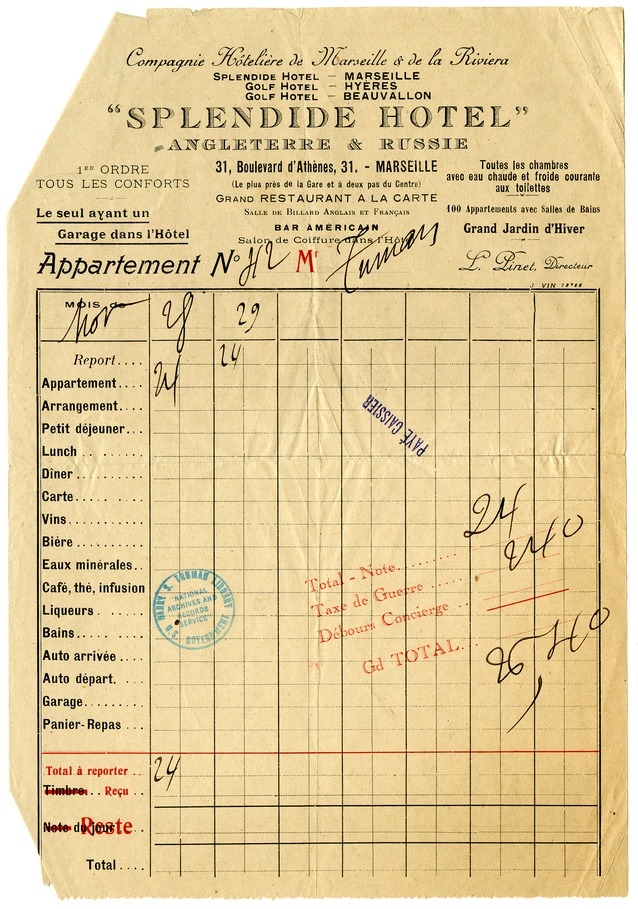 Compagnie Hôtelière de Marseille & de la Riviera
SPLENDIDE HOTEL – MARSEILLE
GOLF HOTEL – HYÈRES
GOLF HOTEL – BEAUVALLON
"SPLENDIDE HOTEL"
ANGLETERRE & RUSSIE
1ER ORDRE
TOUS LES CONFORTS
Le seul ayant un
Garage dans l'Hôtel
31, Boulevard d'Athènes, 31. - MARSEILLE
(Le plus près de la Gare et à deux pas du Centre)
GRAND RESTAURANT A LA CARTE
SALLE DE BILLARD ANGLAIS ET FRANÇAIS
BAR AMÉRICAIN
Salon de Coiffure dans l'Hôtel
Toutes les chambres
avec eau chaude et froide courante
aux toilettes
100 Appartements avec Salles de Bains
Grand Jardin d'Hiver
L. Pinet, Directeur
J. VIN 12766
Appartement No 42 Mr Truman
MOIS de Nov 28 29
Report.... 24
Appartement.... 24
Arrangement....
Petit déjeuner...
Lunch
Dîner
Carte
Vins
Bière
Eaux minérales..
Café, thé, infusion
Liqueurs
Bains
Auto arrivée
Auto départ.
Garage
Panier-Repas
PAYÉ CAISSIER
Total - Note 24
Taxe de Guerre 2 40
Débours Concierge
Gd TOTAL 26,40
HARRY S. TRUMAN LIBRARY
"NATIONAL
ARCHIVES AND
RECORDS
SERVICE"
U.S. GOVERNMENT
Total à reporter .. 24
Timbre... Reçu ..
Note du jour Reste
Total ....